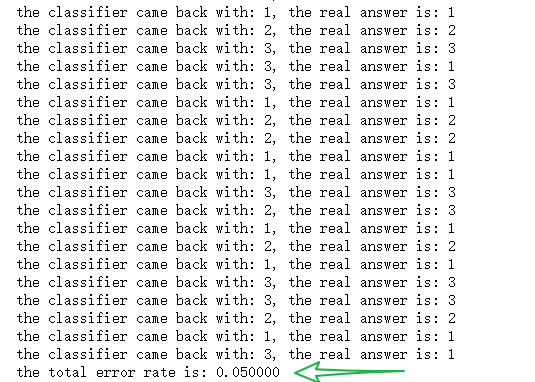 the classifier came back with: 1, the real answer is: 1
the classifier came back with: 2, the real answer is: 2
the classifier came back with: 3, the real answer is: 3
the classifier came back with: 3, the real answer is: 1
the classifier came back with: 3, the real answer is: 3
the classifier came back with: 1, the real answer is: 1
the classifier came back with: 2, the real answer is: 2
the classifier came back with: 2, the real answer is: 2
the classifier came back with: 1, the real answer is: 1
the classifier came back with: 1, the real answer is: 1
the classifier came back with: 3, the real answer is: 3
the classifier came back with: 2, the real answer is: 3
the classifier came back with: 1, the real answer is: 1
the classifier came back with: 2, the real answer is: 2
the classifier came back with: 1, the real answer is: 1
the classifier came back with: 3, the real answer is: 3
the classifier came back with: 3, the real answer is: 3
the classifier came back with: 2, the real answer is: 2
the classifier came back with: 1, the real answer is: 1
the classifier came back with: 3, the real answer is: 1
the total error rate is: 0.050000